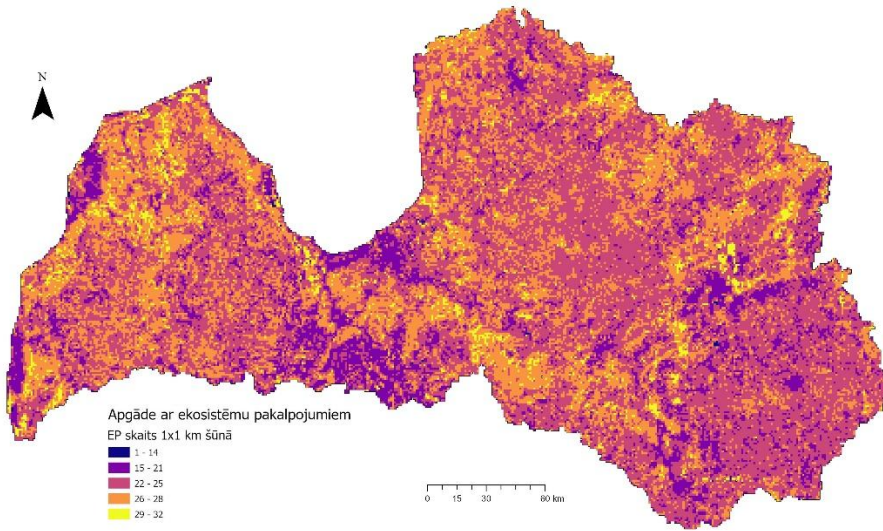 N
Apgāde ar ekosistēmu pakalpojumiem
EP skaits 1x1 km šūnā
1 - 14
15 - 21
22 - 25
26 - 28
29 - 32
0 15 30 60 km